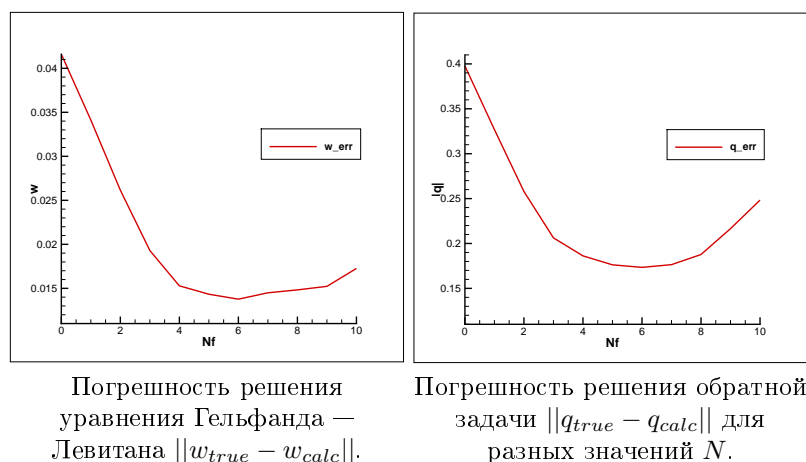 0.04
0.035
0.03
0.025
0.02
0.015
w
w_err
0 2 4 6 8 10
Nf
0.4
0.35
0.3
0.25
0.2
0.15
|q|
q_err
0 2 4 6 8 10
Nf
Погрешность решения
уравнения Гельфанда —
Левитана ||w_{true} − w_{calc}||.
Погрешность решения обратной
задачи ||q_{true} − q_{calc}|| для
разных значений N.